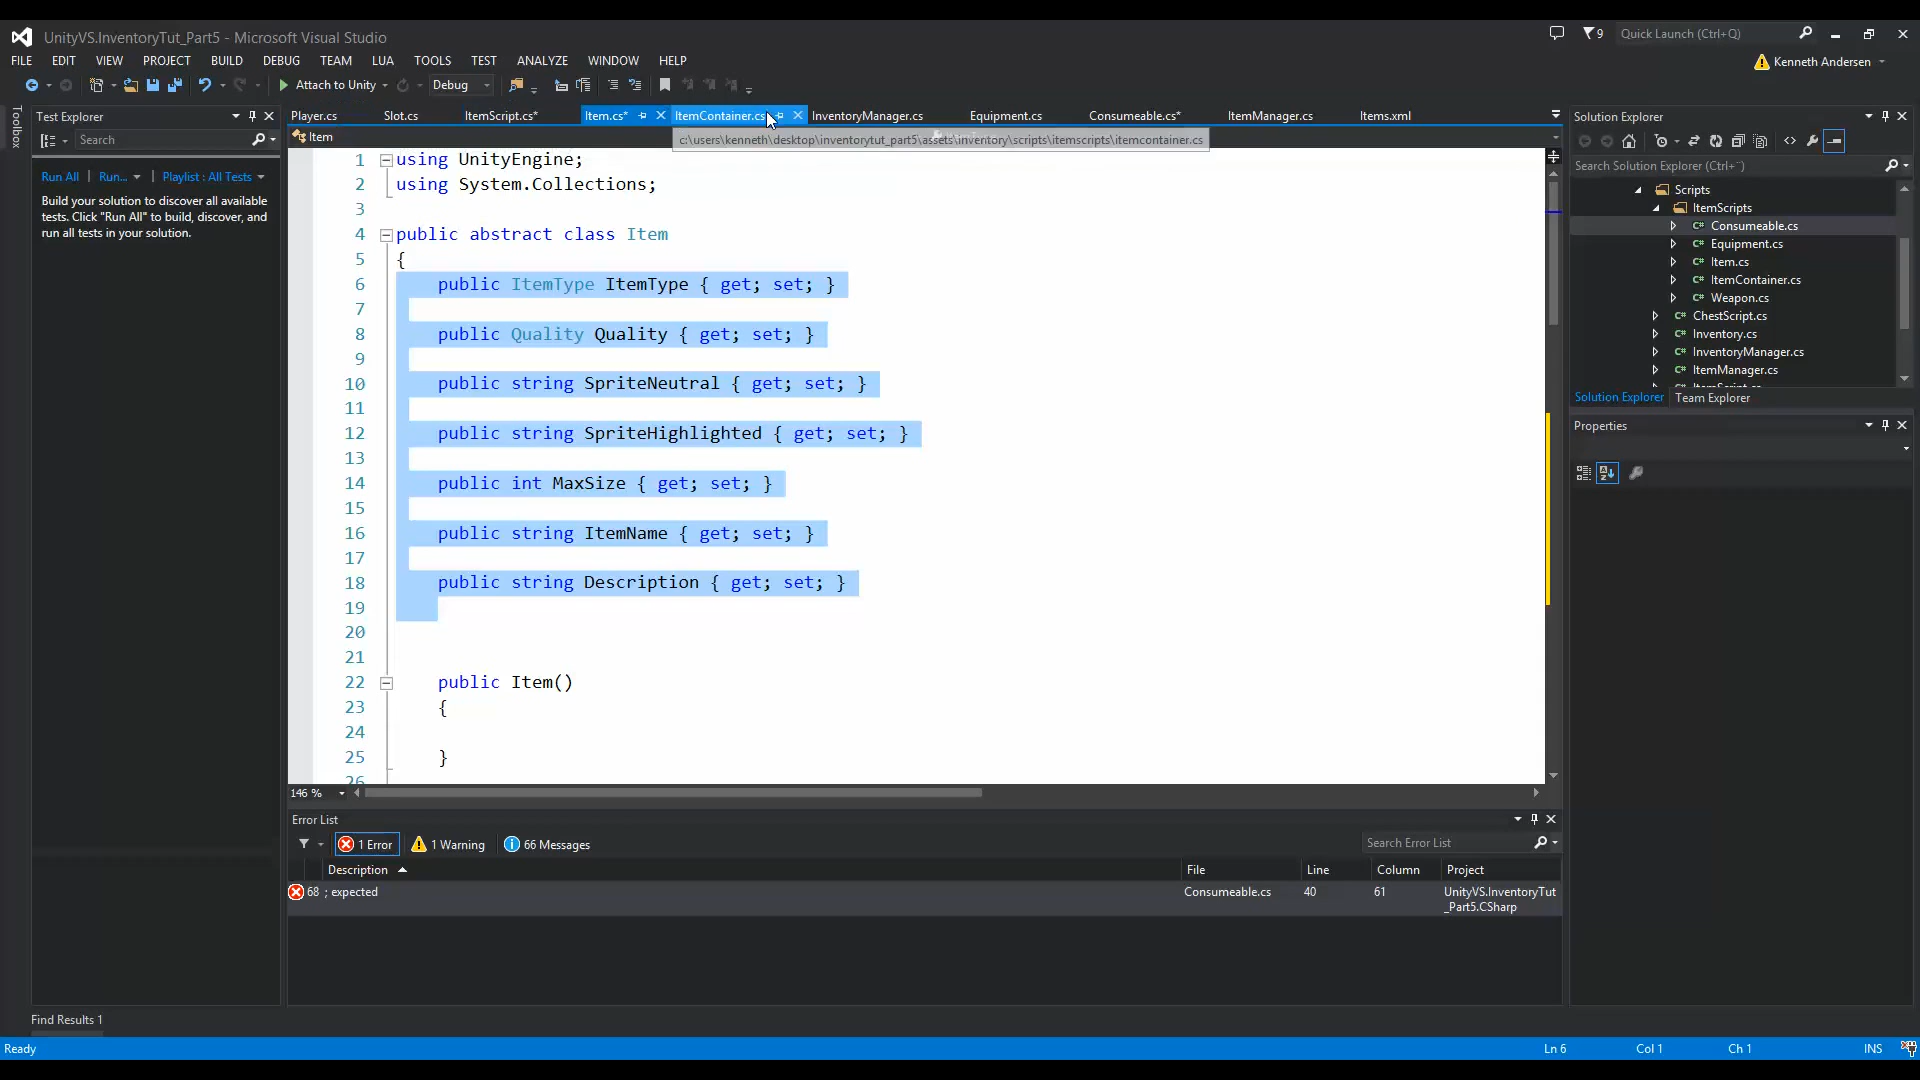 UnityVS.InventoryTut_Part5 - Microsoft Visual Studio
9
Quick Launch (Ctrl+Q)
FILE EDIT VIEW PROJECT BUILD DEBUG TEAM LUA TOOLS TEST ANALYZE WINDOW HELP
Kenneth Andersen
Attach to Unity
Debug
Toolbox
Test Explorer
Search
Run All | Run... | Playlist : All Tests
Build your solution to discover all available
tests. Click "Run All" to build, discover, and
run all tests in your solution.
Player.cs Slot.cs ItemScript.cs* Item.cs* ItemContainer.cs InventoryManager.cs Equipment.cs Consumeable.cs* ItemManager.cs Items.xml
Item
c:\users\kenneth\desktop\inventorytut_part5\assets\inventory\scripts\itemscripts\itemcontainer.cs
1 using UnityEngine;
2 using System.Collections;
3
4 public abstract class Item
5 {
6 public ItemType ItemType { get; set; }
7
8 public Quality Quality { get; set; }
9
10 public string SpriteNeutral { get; set; }
11
12 public string SpriteHighlighted { get; set; }
13
14 public int MaxSize { get; set; }
15
16 public string ItemName { get; set; }
17
18 public string Description { get; set; }
19
20
21
22 public Item()
23 {
24
25 }
26
146 %
Solution Explorer
Search Solution Explorer (Ctrl+¨)
Scripts
ItemScripts
C# Consumeable.cs
C# Equipment.cs
C# Item.cs
C# ItemContainer.cs
C# Weapon.cs
C# ChestScript.cs
C# Inventory.cs
C# InventoryManager.cs
C# ItemManager.cs
C# ItemScript.cs
Solution Explorer Team Explorer
Properties
Error List
1 Error 1 Warning 66 Messages
Search Error List
Description File Line Column Project
68 ; expected Consumeable.cs 40 61 UnityVS.InventoryTut
_Part5.CSharp
Find Results 1
Ready Ln 6 Col 1 Ch 1 INS